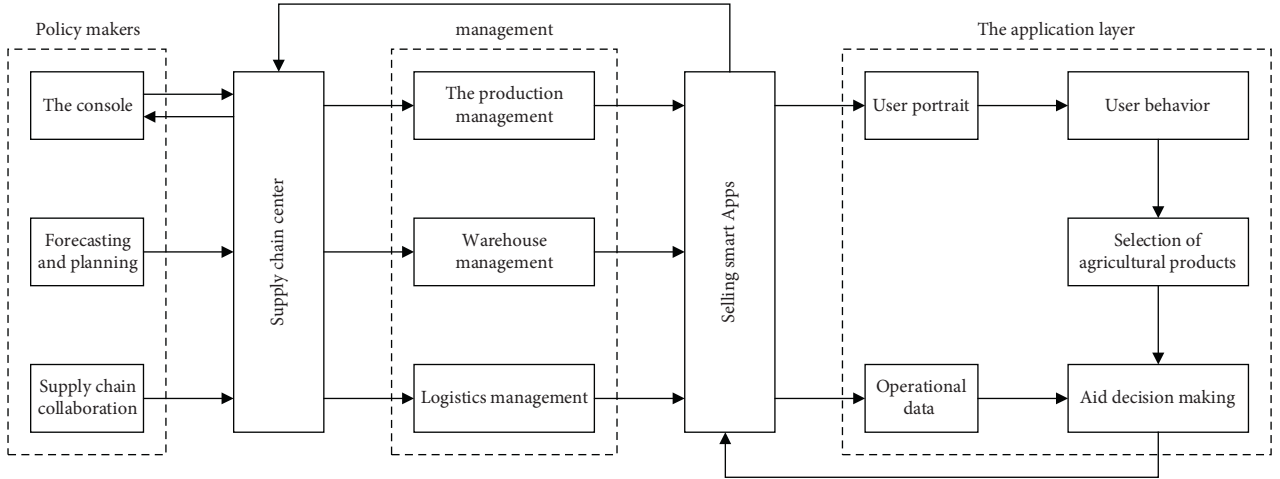 Policy makers
The console
Forecasting
and planning
Supply chain
collaboration
Supply chain center
management
The production
management
Warehouse
management
Logistics management
Selling smart Apps
The application layer
User portrait
User behavior
Selection of
agricultural products
Operational
data
Aid decision making